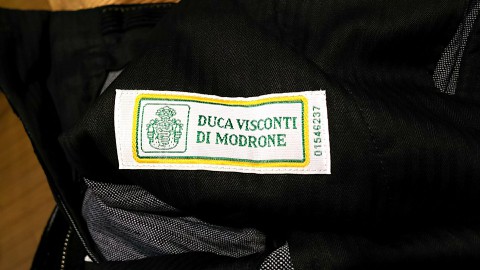 DUCA VISCONTI
DI MODRONE
01546237